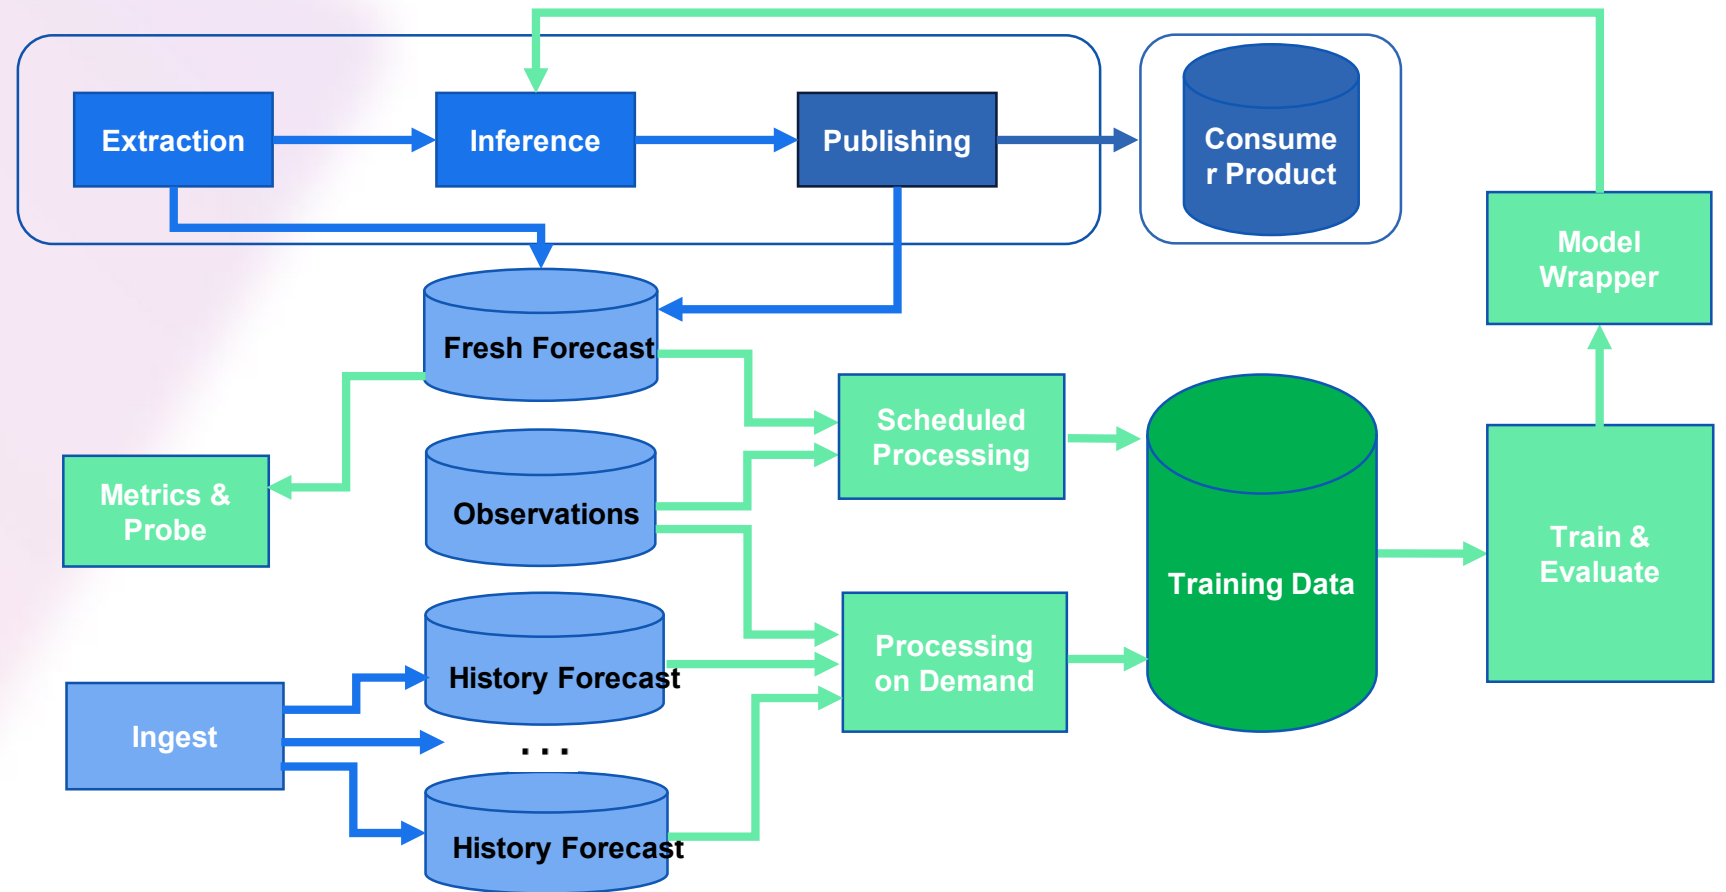 Extraction
Inference
Publishing
Consume
r Product
Model
Wrapper
Fresh Forecast
Scheduled
Processing
Metrics &
Probe
Observations
Training Data
Train &
Evaluate
Processing
on Demand
History Forecast
Ingest
...
History Forecast